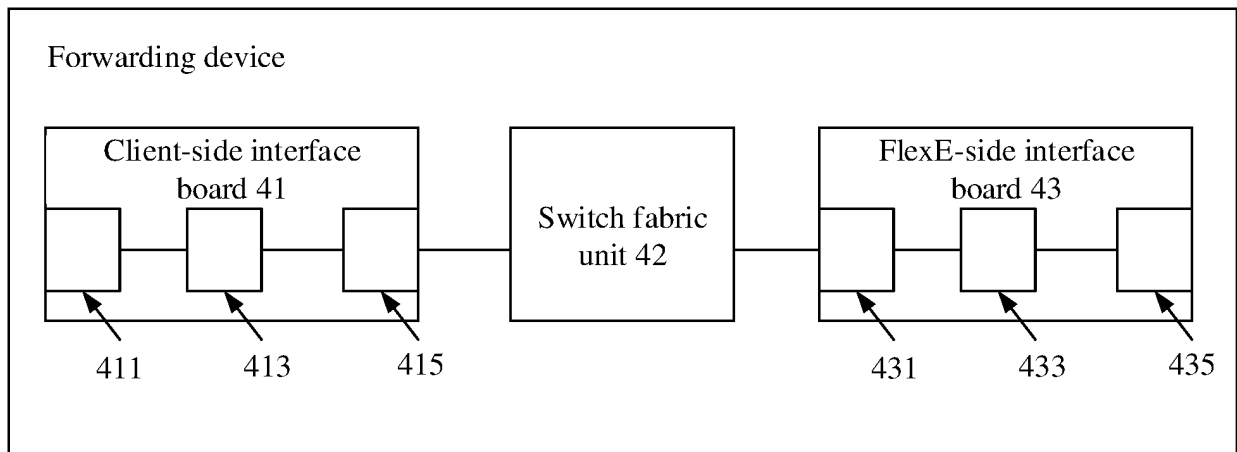 Forwarding device
Client-side interface
board 41
FlexE-side interface
board 43
Switch fabric
unit 42
411
413
415
431
433
435